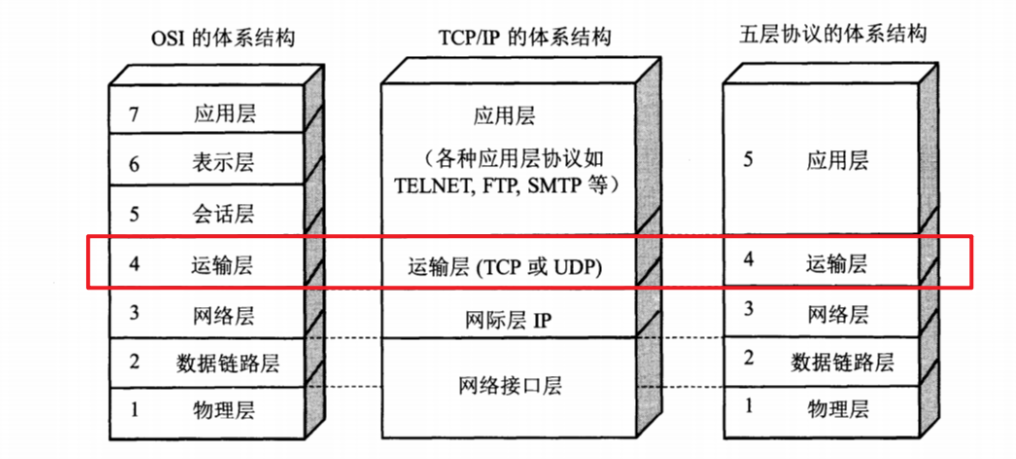 OSI 的体系结构
7 应用层
6 表示层
5 会话层
4 运输层
3 网络层
2 数据链路层
1 物理层
TCP/IP 的体系结构
应用层
（各种应用层协议如
TELNET, FTP, SMTP 等）
运输层 (TCP 或 UDP)
网际层 IP
网络接口层
五层协议的体系结构
5 应用层
4 运输层
3 网络层
2 数据链路层
1 物理层